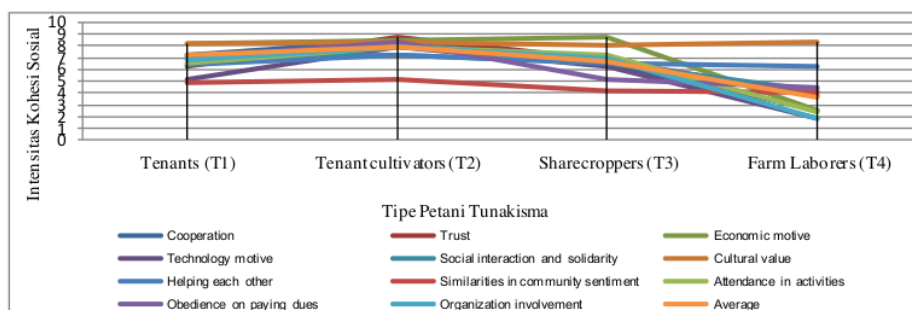 Intensitas Kohesi Sosial
10
9
8
7
6
5
4
3
2
1
0
Tenants (T1) Tenant cultivators (T2) Sharecroppers (T3) Farm Laborers (T4)
Tipe Petani Tunakisma
Cooperation Trust Economic motive
Technology motive Social interaction and solidarity Cultural value
Helping each other Similarities in community sentiment Attendance in activities
Obedience on paying dues Organization involvement Average